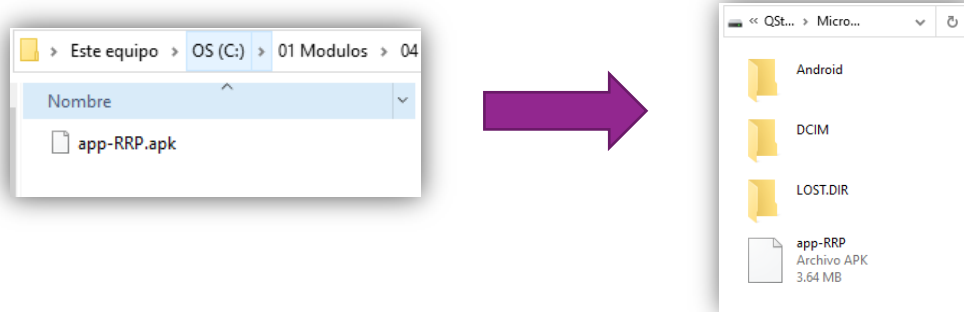 Este equipo > OS (C:) > 01 Modulos > 04
Nombre
app-RRP.apk
« QSt... > Micro...
Android
DCIM
LOST.DIR
app-RRP
Archivo APK
3.64 MB